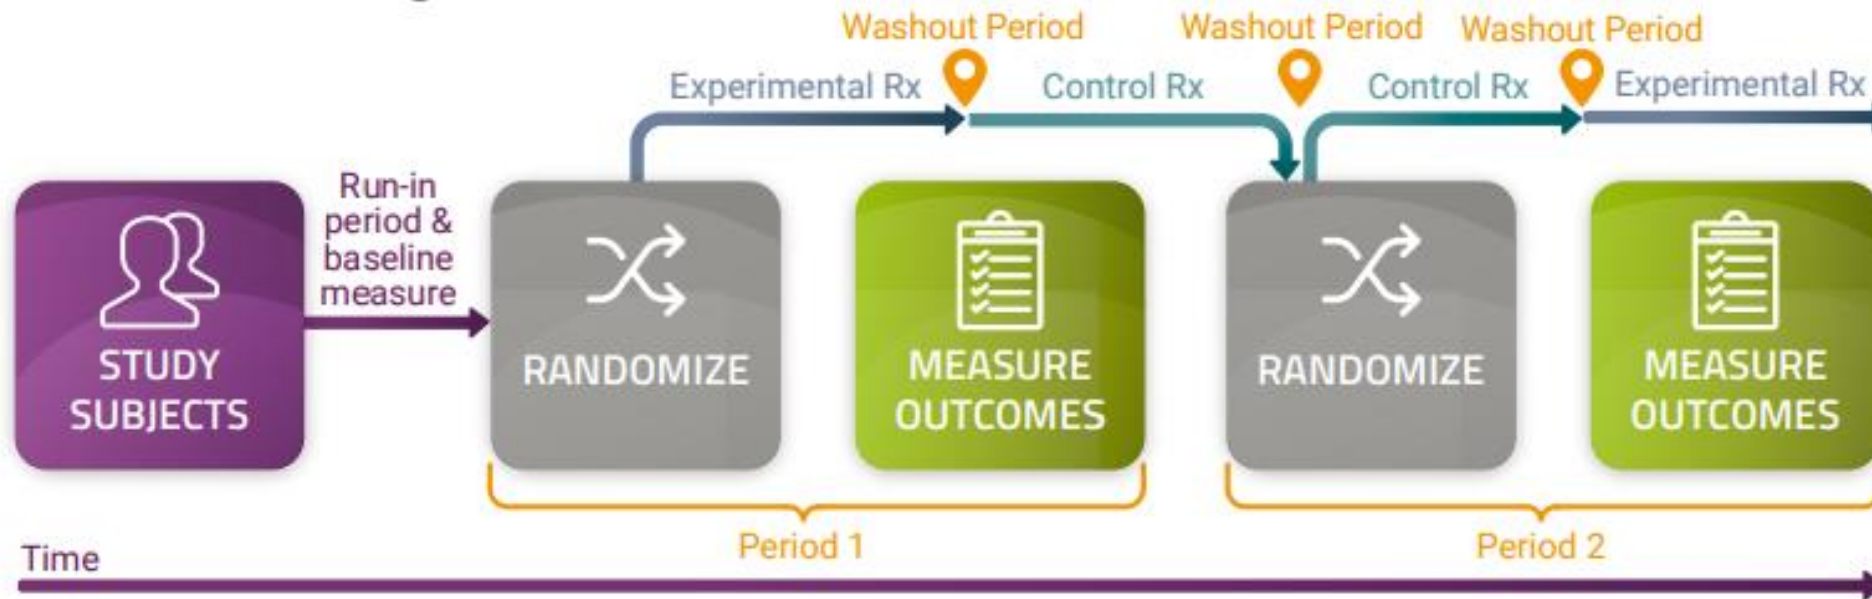 Washout Period
Washout Period
Washout Period
Experimental Rx
Control Rx
Control Rx
Experimental Rx
Run-in
period &
baseline
measure
STUDY
SUBJECTS
RANDOMIZE
MEASURE
OUTCOMES
RANDOMIZE
MEASURE
OUTCOMES
Period 1
Period 2
Time